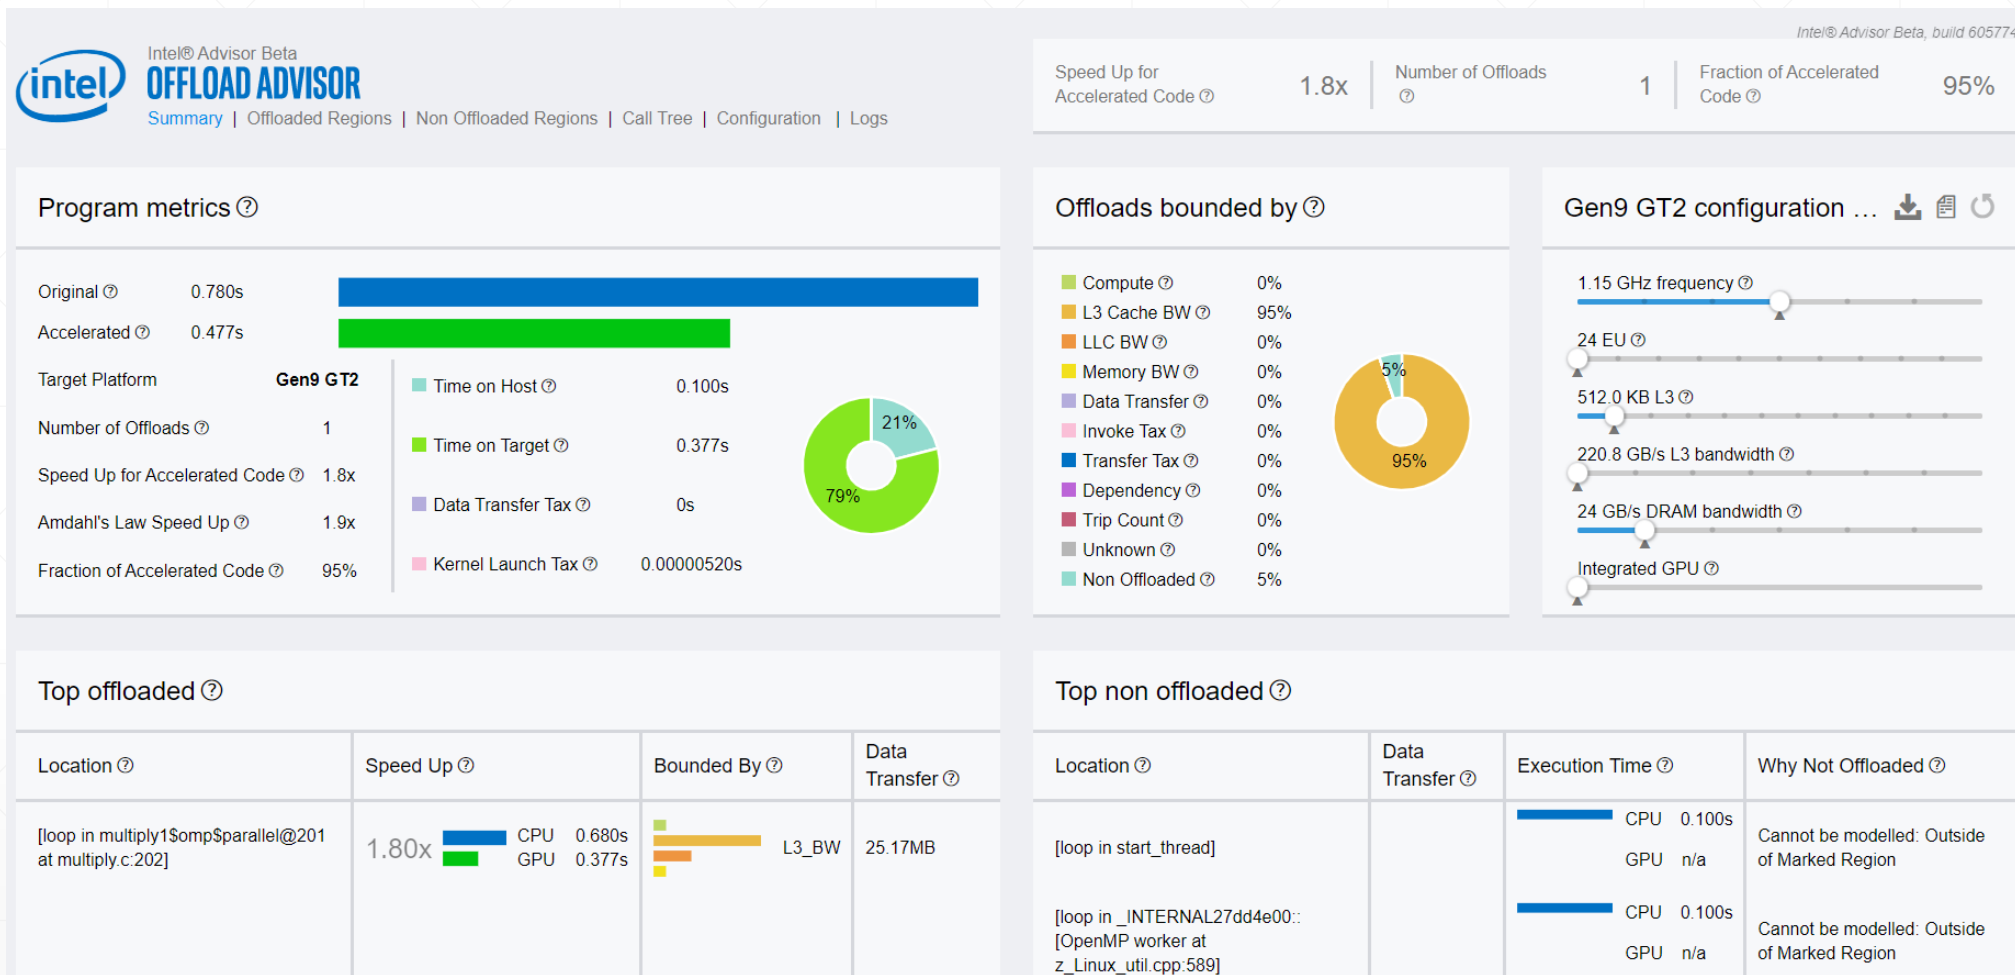 Intel® Advisor Beta, build 605774
intel
Intel® Advisor Beta
OFFLOAD ADVISOR
Summary | Offloaded Regions | Non Offloaded Regions | Call Tree | Configuration | Logs
Speed Up for
Accelerated Code
1.8x
Number of Offloads
1
Fraction of Accelerated
Code
95%
Program metrics
Original 0.780s
Accelerated 0.477s
Target Platform Gen9 GT2
Number of Offloads 1
Speed Up for Accelerated Code 1.8x
Amdahl's Law Speed Up 1.9x
Fraction of Accelerated Code 95%
Time on Host 0.100s
Time on Target 0.377s
Data Transfer Tax 0s
Kernel Launch Tax 0.00000520s
21%
79%
Offloads bounded by
Compute 0%
L3 Cache BW 95%
LLC BW 0%
Memory BW 0%
Data Transfer 0%
Invoke Tax 0%
Transfer Tax 0%
Dependency 0%
Trip Count 0%
Unknown 0%
Non Offloaded 5%
5%
95%
Gen9 GT2 configuration ...
1.15 GHz frequency
24 EU
512.0 KB L3
220.8 GB/s L3 bandwidth
24 GB/s DRAM bandwidth
Integrated GPU
Top offloaded
Location
Speed Up
Bounded By
Data
Transfer
[loop in multiply1$omp$parallel@201
at multiply.c:202]
1.80x
CPU 0.680s
GPU 0.377s
L3_BW
25.17MB
Top non offloaded
Location
Data
Transfer
Execution Time
Why Not Offloaded
[loop in start_thread]
CPU 0.100s
GPU n/a
Cannot be modelled: Outside
of Marked Region
[loop in _INTERNAL27dd4e00::
[OpenMP worker at
z_Linux_util.cpp:589]
CPU 0.100s
GPU n/a
Cannot be modelled: Outside
of Marked Region